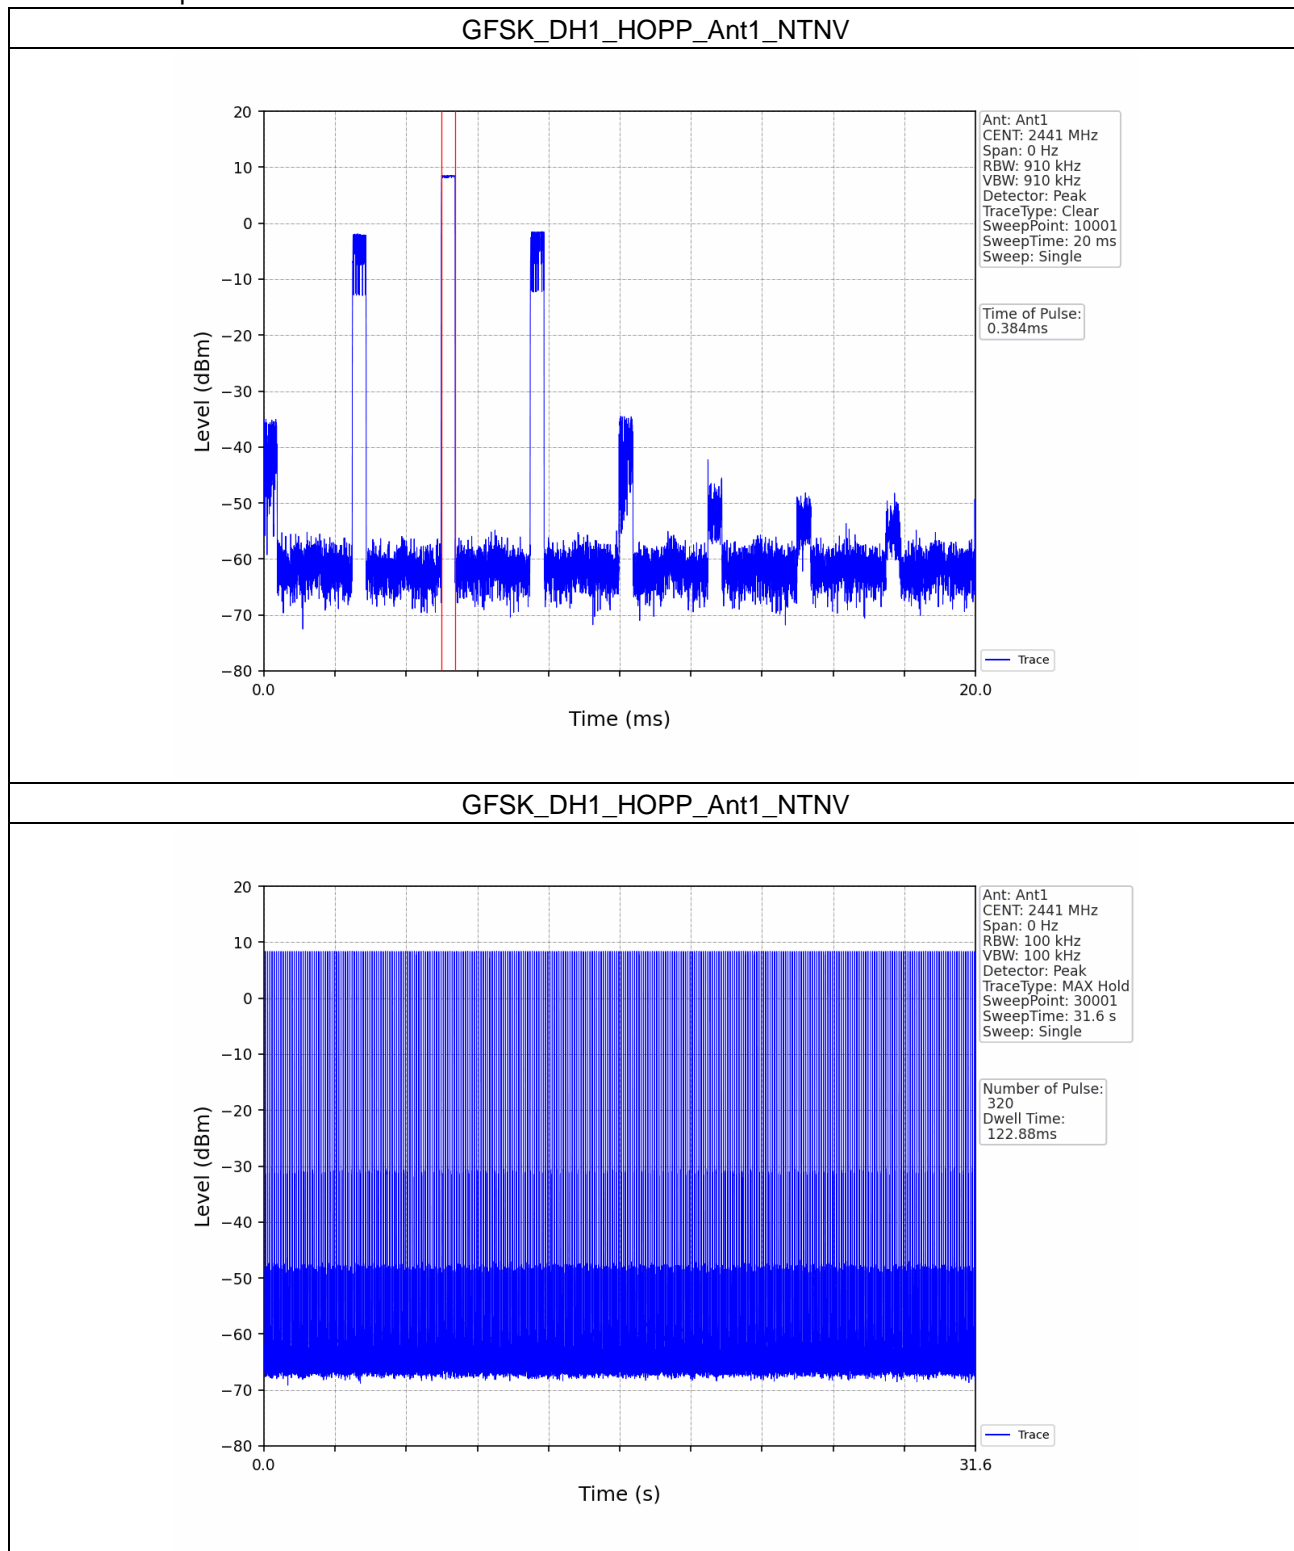 GFSK_DH1_HOPP_Ant1_NTNV
20
10
0
−10
−20
−30
−40
−50
−60
−70
−80
Level (dBm)
0.0
20.0
Time (ms)
Ant: Ant1
CENT: 2441 MHz
Span: 0 Hz
RBW: 910 kHz
VBW: 910 kHz
Detector: Peak
TraceType: Clear
SweepPoint: 10001
SweepTime: 20 ms
Sweep: Single
Time of Pulse:
0.384ms
Trace
GFSK_DH1_HOPP_Ant1_NTNV
20
10
0
−10
−20
−30
−40
−50
−60
−70
−80
Level (dBm)
0.0
31.6
Time (s)
Ant: Ant1
CENT: 2441 MHz
Span: 0 Hz
RBW: 100 kHz
VBW: 100 kHz
Detector: Peak
TraceType: MAX Hold
SweepPoint: 30001
SweepTime: 31.6 s
Sweep: Single
Number of Pulse:
320
Dwell Time:
122.88ms
Trace